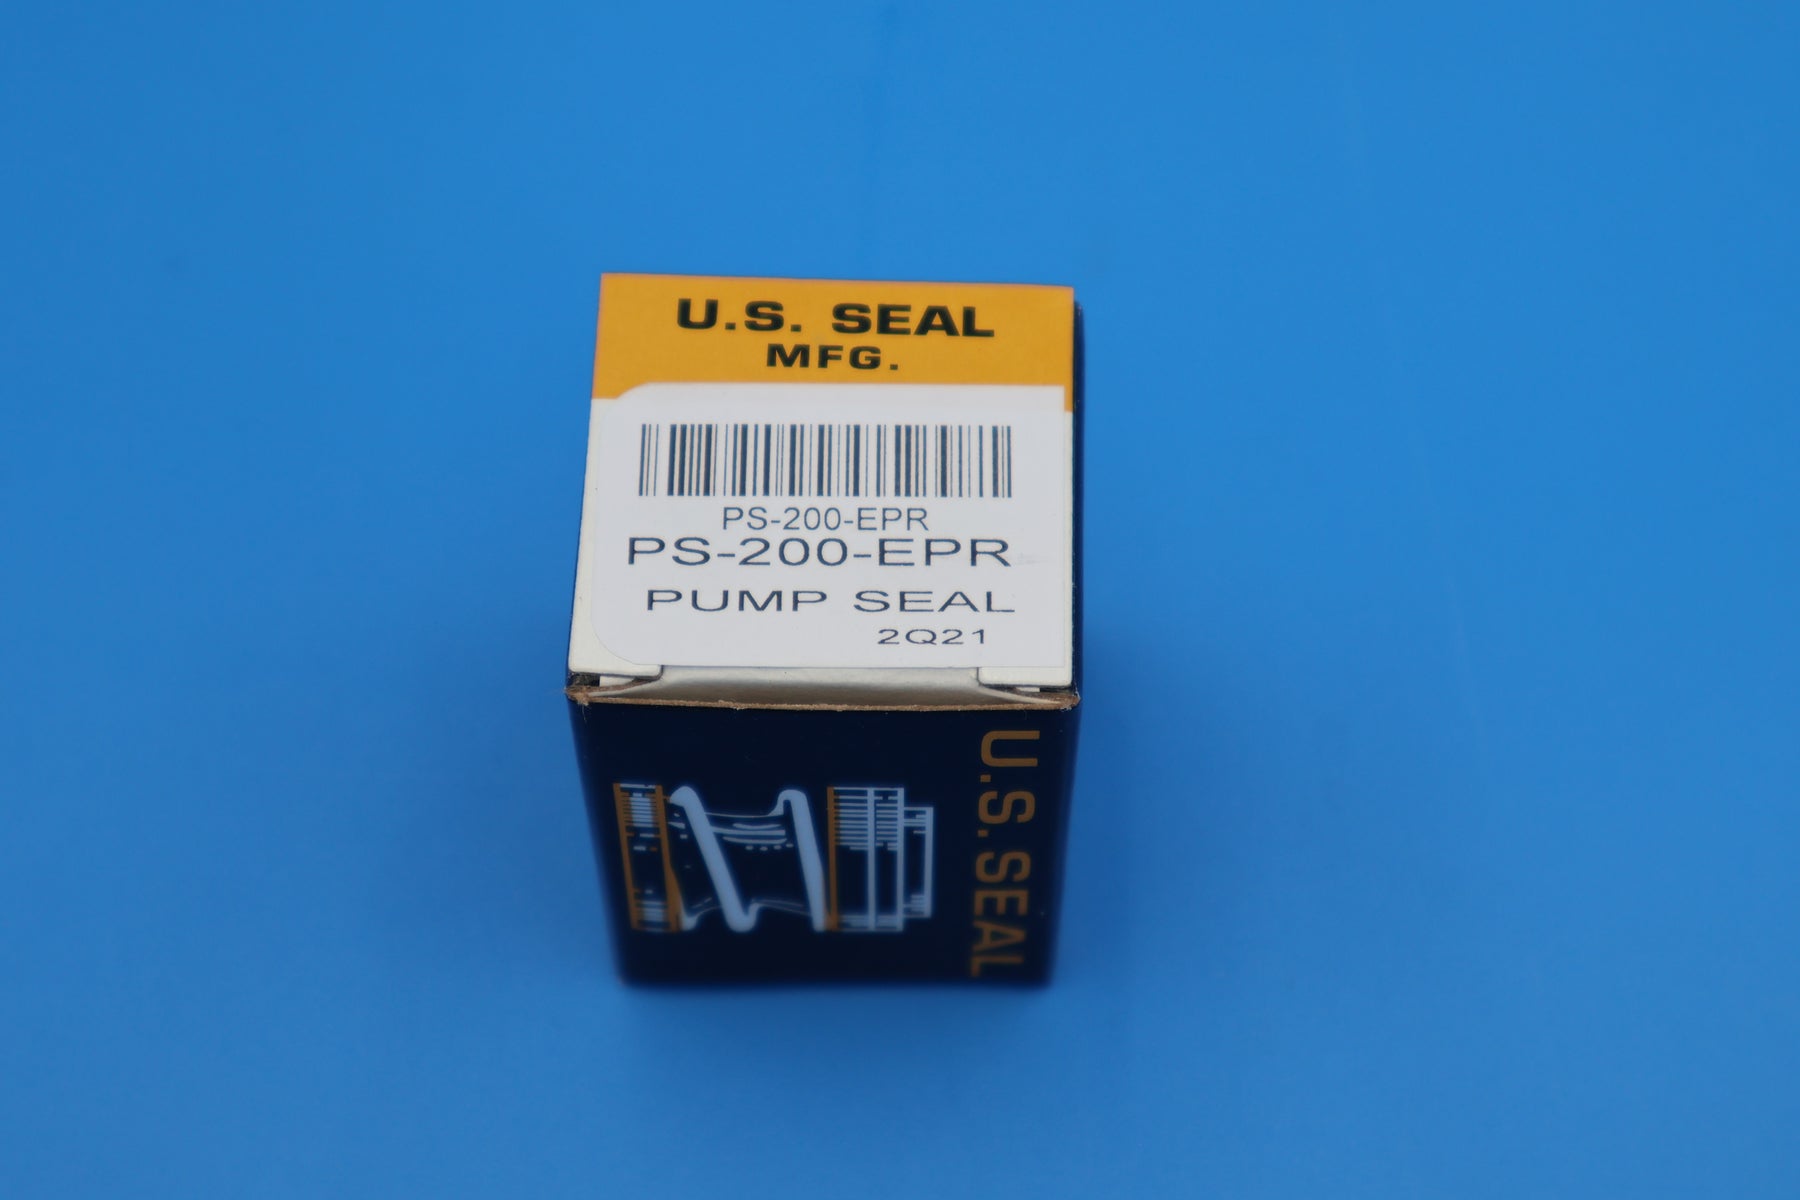 U.S. SEAL
MFG.
PS-200-EPR
PS-200-EPR
PUMP SEAL
2Q21
U.S. SEAL